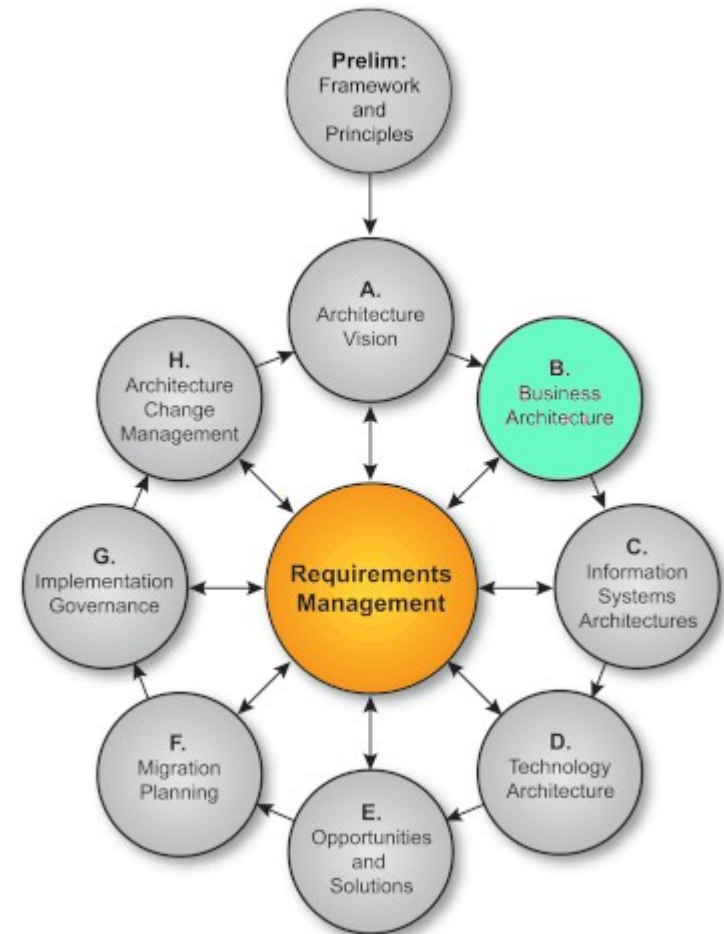 Prelim:
Framework
and
Principles
A.
Architecture
Vision
H.
Architecture
Change
Management
B.
Business
Architecture
G.
Implementation
Governance
Requirements
Management
C.
Information
Systems
Architectures
F.
Migration
Planning
E.
Opportunities
and
Solutions
D.
Technology
Architecture